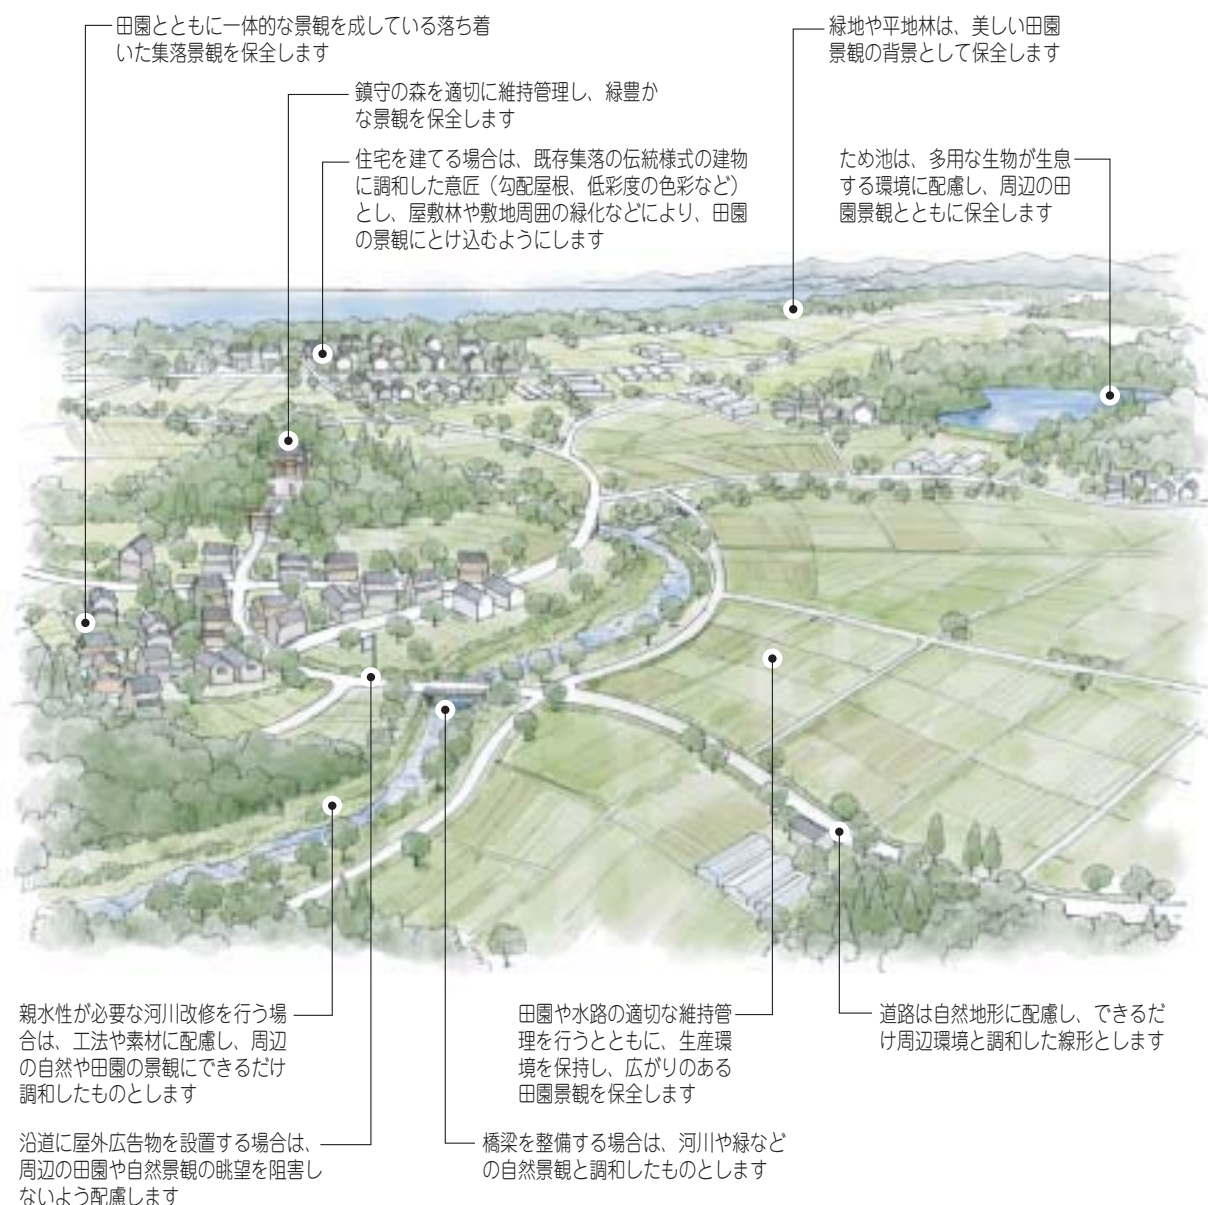 田園とともに一体的な景観を成している落ち着
いた集落景観を保全します
緑地や平地林は、美しい田園
景観の背景として保全します
鎮守の森を適切に維持管理し、緑豊か
な景観を保全します
住宅を建てる場合は、既存集落の伝統様式の建物
に調和した意匠（勾配屋根、低彩度の色彩など）
とし、屋敷林や敷地周囲の緑化などにより、田園
の景観にとけ込むようにします
ため池は、多用な生物が生息
する環境に配慮し、周辺の田
園景観とともに保全します
親水性が必要な河川改修を行う場
合は、工法や素材に配慮し、周辺
の自然や田園の景観にできるだけ
調和したものとします
田園や水路の適切な維持管
理を行うとともに、生産環
境を保持し、広がりのある
田園景観を保全します
道路は自然地形に配慮し、できるだ
け周辺環境と調和した線形とします
沿道に屋外広告物を設置する場合は、
周辺の田園や自然景観の眺望を阻害し
ないよう配慮します
橋梁を整備する場合は、河川や緑など
の自然景観と調和したものとします